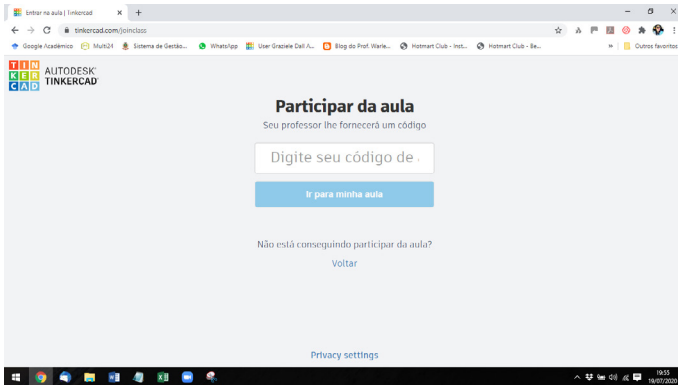 Entrar na aula | Tinkercad
tinkercad.com/joinclass
Google Acadêmico
Multi24
Sistema de Gestão...
WhatsApp
User Graziele Dall A...
Blog do Prof. Warle...
Hotmart Club - Inst...
Hotmart Club - Be...
Outros favoritos
TIN
KER
CAD
AUTODESK®
TINKERCAD®
Participar da aula
Seu professor lhe fornecerá um código
Digite seu código de
Ir para minha aula
Não está conseguindo participar da aula?
Voltar
Privacy settings
19:55
19/07/2020